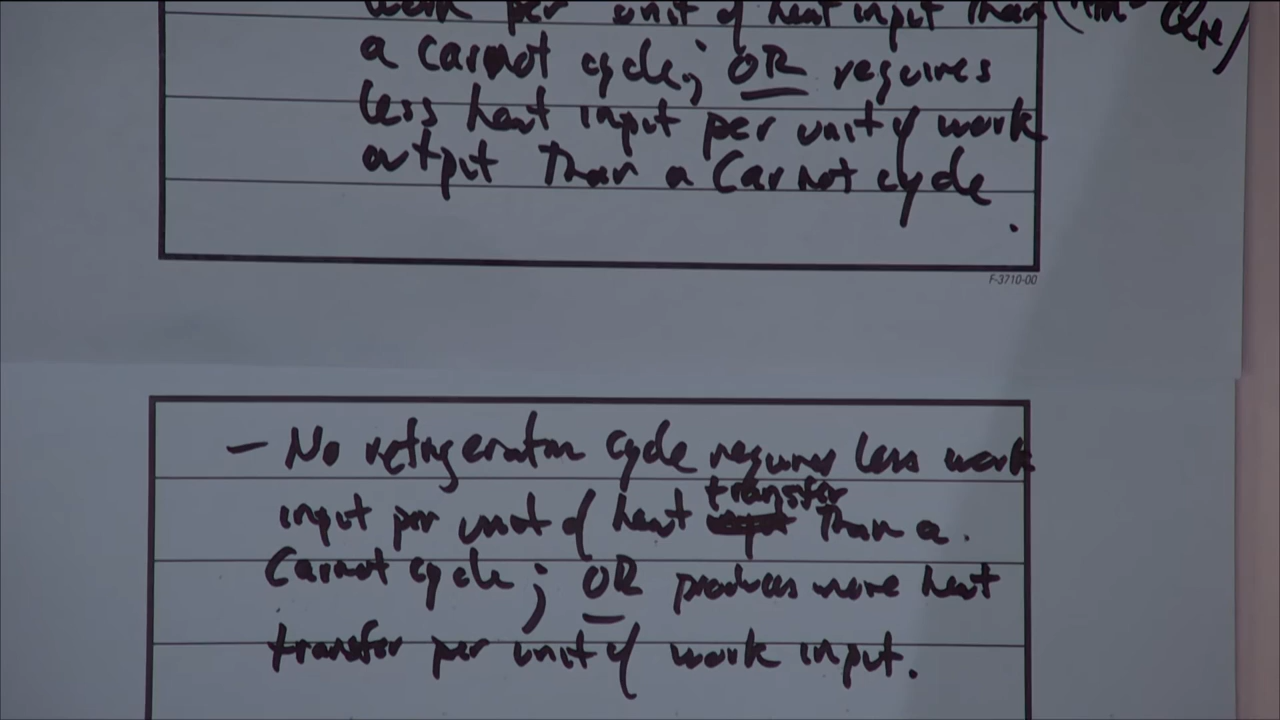 work per unit of heat input than
a Carnot cycle; OR requires
less heat input per unit of work
output Than a Carnot cycle
.
F-3710-00
— No refrigeration cycle requires less work
input per unit of heat transfer Than a
Carnot cycle; OR produces more heat
transfer per unit of work input.